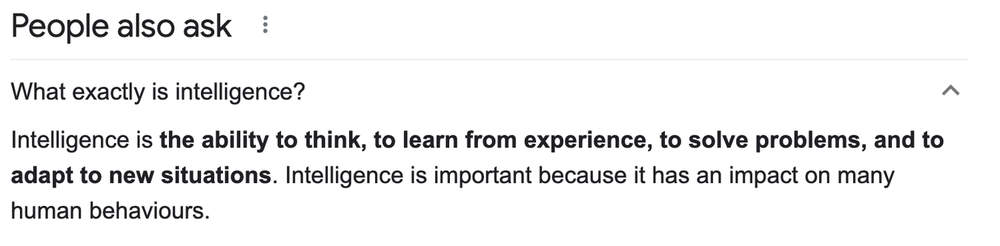 People also ask
What exactly is intelligence?
Intelligence is the ability to think, to learn from experience, to solve problems, and to
adapt to new situations. Intelligence is important because it has an impact on many
human behaviours.